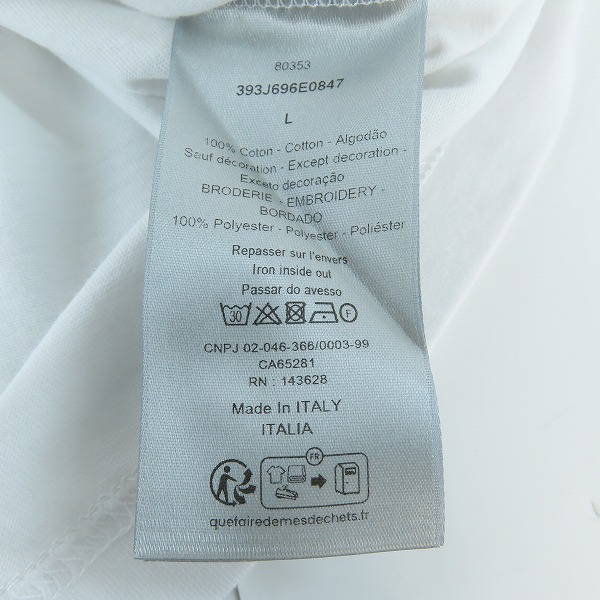 80353
393J696E0847
L
100% Coton - Cotton - Algodão
Sauf décoration - Except decoration -
Exceto decoração
BRODERIE - EMBROIDERY -
BORDADO
100% Polyester - Polyester - Poliéster
Repasser sur l'envers
Iron inside out
Passar do avesso
30 F
CNPJ 02-046-366/0003-99
CA65281
RN : 143628
Made In ITALY
ITALIA
FR
quefairedemesdechets.fr